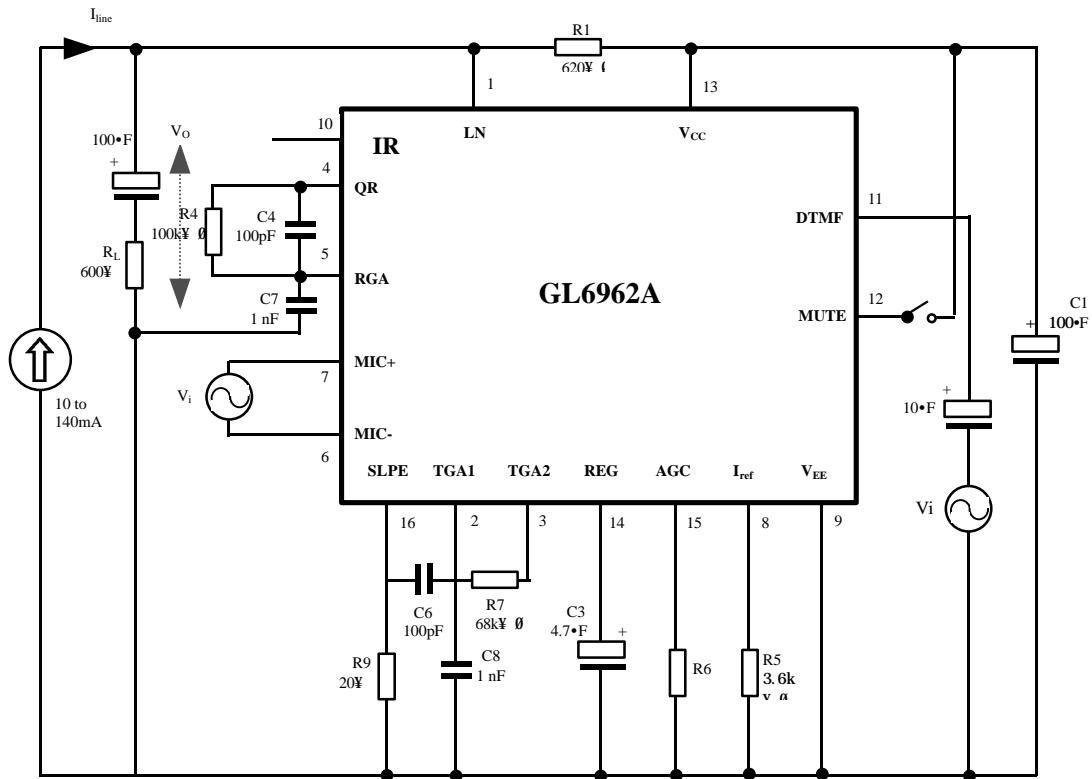 I_line
R1
620¥ Ω
1
13
10
LN
V_CC
IR
100•F
+
V_O
4
QR
11
DTMF
R4
100k¥ Ø
C4
100pF
R_L
600¥
5
RGA
GL6962A
C7
1 nF
12
MUTE
C1
+
100•F
MIC+
7
V_i
10 to
140mA
+
10•F
MIC-
6
SLPE
TGA1
TGA2
REG
AGC
I_ref
V_EE
16
2
3
14
15
8
9
Vi
C6
100pF
R7
68k¥ Ø
C3
4.7•F
+
R9
20¥
C8
1 nF
R6
R5
3.6k